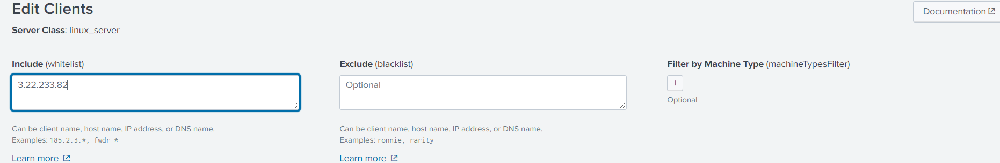 Edit Clients
Documentation
Server Class: linux_server
Include (whitelist)
Exclude (blacklist)
Filter by Machine Type (machineTypesFilter)
3.22.233.82
Optional
+
Optional
Can be client name, host name, IP address, or DNS name.
Can be client name, host name, IP address, or DNS name.
Examples: 185.2.3.*, fwdr-*
Examples: ronnie, rarity
Learn more
Learn more